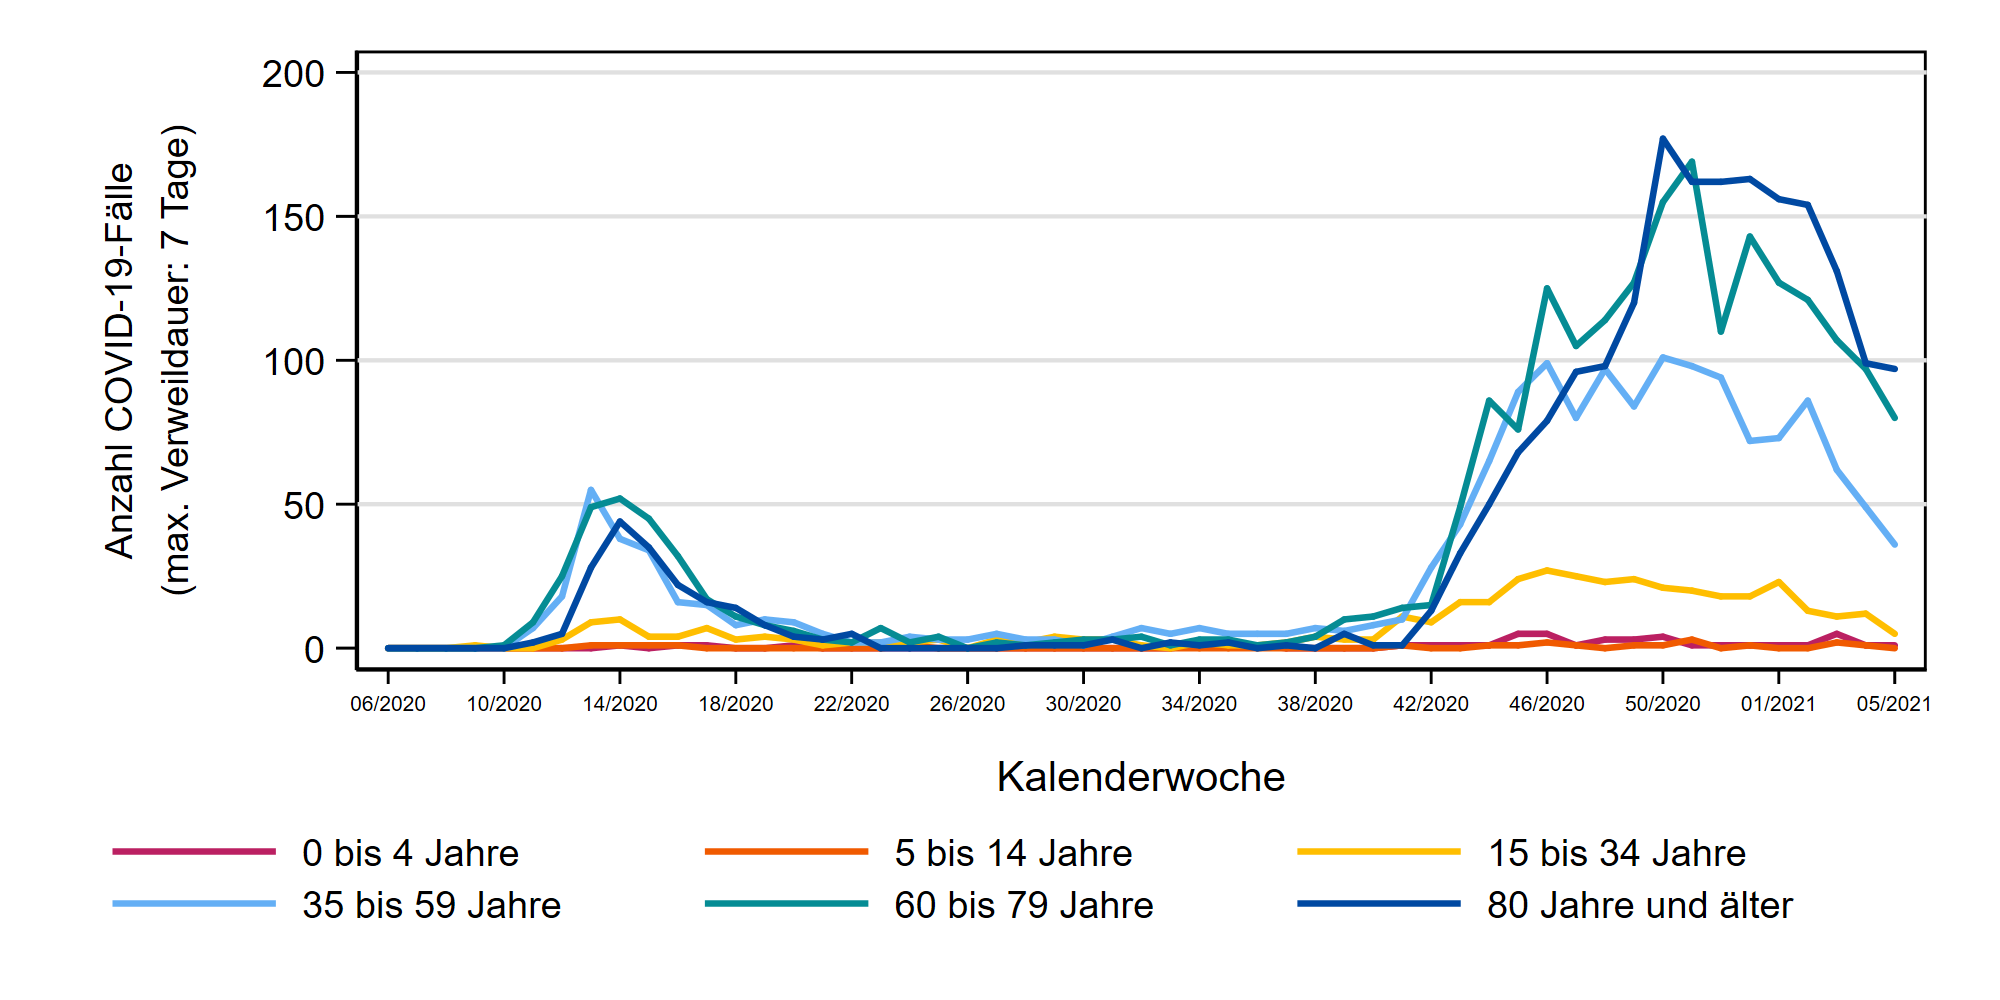 Anzahl COVID-19-Fälle
(max. Verweildauer: 7 Tage)
200
150
100
50
0
06/2020 10/2020 14/2020 18/2020 22/2020 26/2020 30/2020 34/2020 38/2020 42/2020 46/2020 50/2020 01/2021 05/2021
Kalenderwoche
0 bis 4 Jahre 5 bis 14 Jahre 15 bis 34 Jahre
35 bis 59 Jahre 60 bis 79 Jahre 80 Jahre und älter